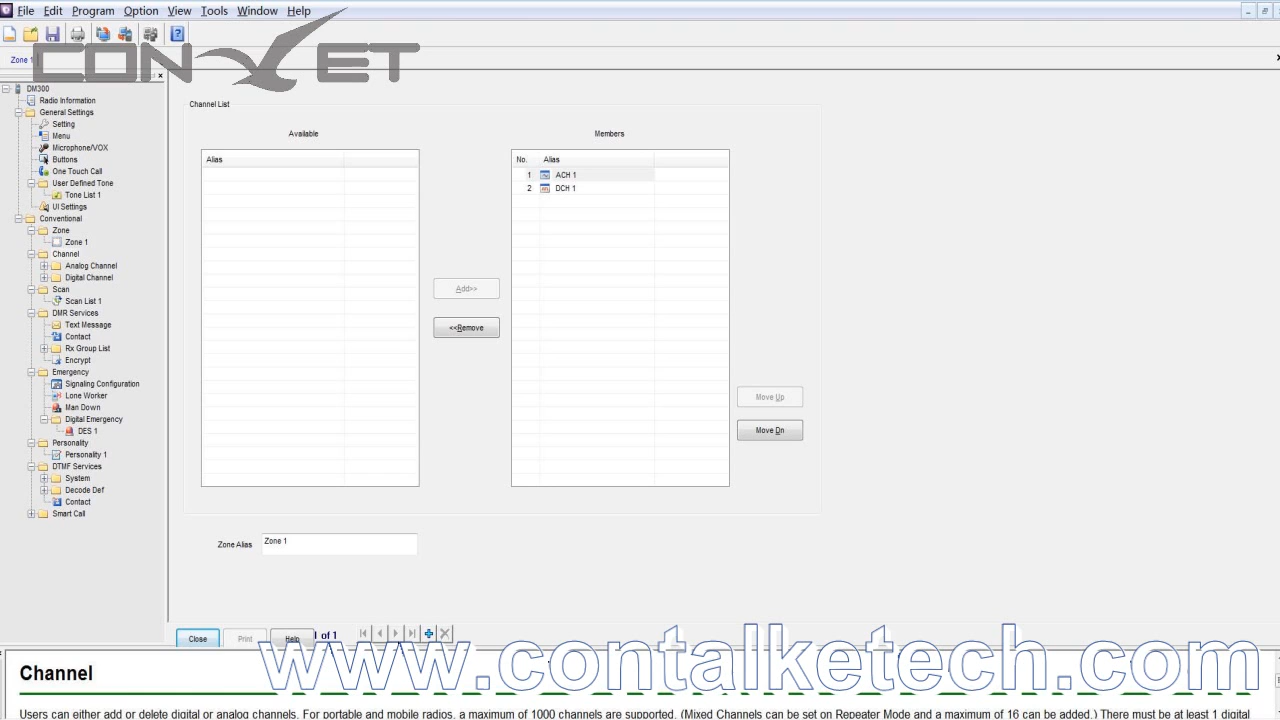 File Edit Program Option View Tools Window Help
CONXET
Zone 1
DM300
Radio Information
General Settings
Setting
Menu
Microphone/VOX
Buttons
One Touch Call
User Defined Tone
Tone List 1
UI Settings
Conventional
Zone
Zone 1
Channel
Analog Channel
Digital Channel
Scan
Scan List 1
DMR Services
Text Message
Contact
Rx Group List
Encrypt
Emergency
Signaling Configuration
Lone Worker
Man Down
Digital Emergency
DES 1
Personality
Personality 1
DTMF Services
System
Decode Def
Contact
Smart Call
Channel List
Available
Members
Alias
No. Alias
1 ACH 1
2 DCH 1
Add>>
<<Remove
Move Up
Move Dn
Zone Alias Zone 1
Close Print Help 1 of 1
www.contalketech.com
Channel
Users can either add or delete digital or analog channels. For portable and mobile radios, a maximum of 1000 channels are supported. (Mixed Channels can be set on Repeater Mode and a maximum of 16 can be added.) There must be at least 1 digital